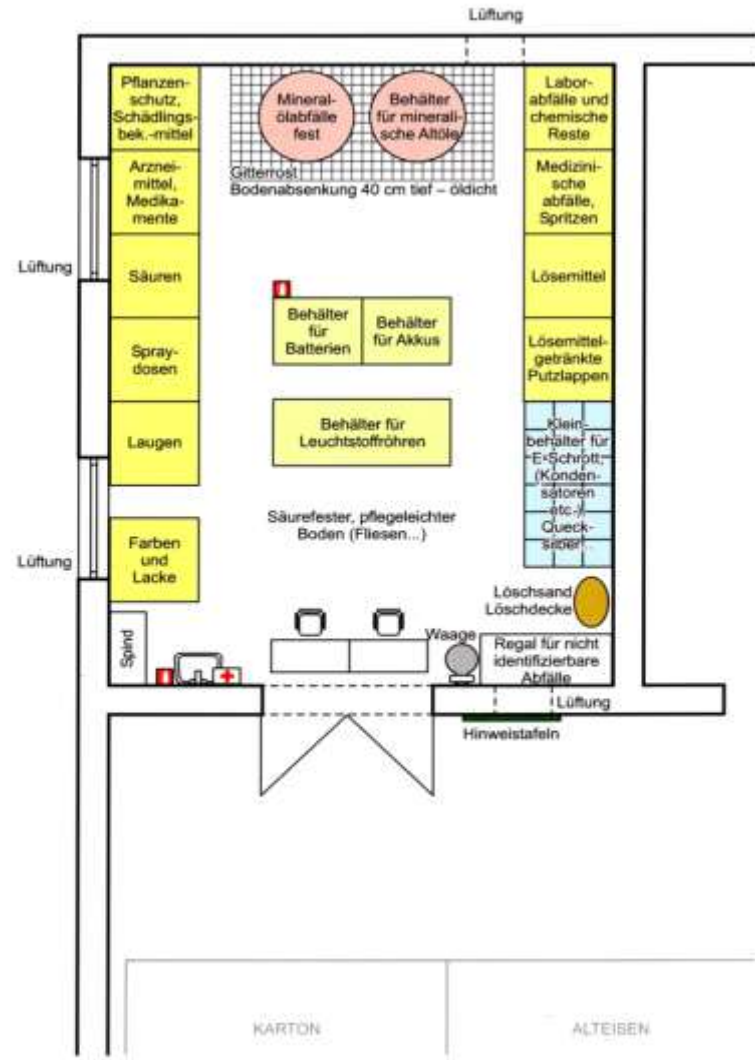 Lüftung
Pflanzen-
schutz,
Schädlings-
bek.-mittel
Mineral-
ölabfälle
fest
Behälter
für minerali-
sche Altöle
Labor-
abfälle und
chemische
Reste
Gitterrost
Bodenabsenkung 40 cm tief – öldicht
Arznei-
mittel,
Medika-
mente
Medizini-
sche
abfälle,
Spritzen
Lüftung
Säuren
Lösemittel
Behälter
für
Batterien
Behälter
für Akkus
Spray-
dosen
Lösemittel-
getränkte
Putzlappen
Laugen
Behälter für
Leuchtstoffröhren
Klein-
behälter für
E-Schrott,
(Konden-
satoren
etc.)
Queck-
silber...
Säurefester, pflegeleichter
Boden (Fliesen...)
Lüftung
Farben
und
Lacke
Löschsand
Löschdecke
Spind
Waage
Regal für nicht
identifizierbare
Abfälle
Lüftung
Hinweistafeln
KARTON
ALTEISEN